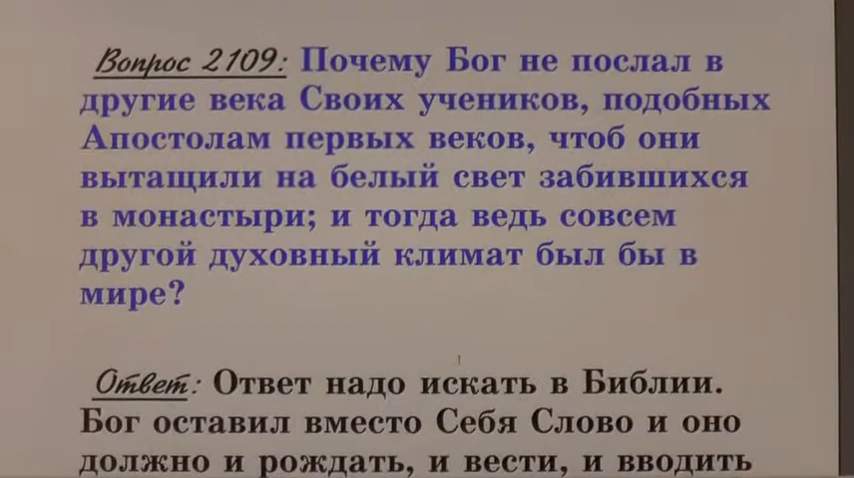 Вопрос 2109: Почему Бог не послал в
другие века Своих учеников, подобных
Апостолам первых веков, чтоб они
вытащили на белый свет забившихся
в монастыри; и тогда ведь совсем
другой духовный климат был бы в
мире?
Ответ: Ответ надо искать в Библии.
Бог оставил вместо Себя Слово и оно
должно и рождать, и вести, и вводить